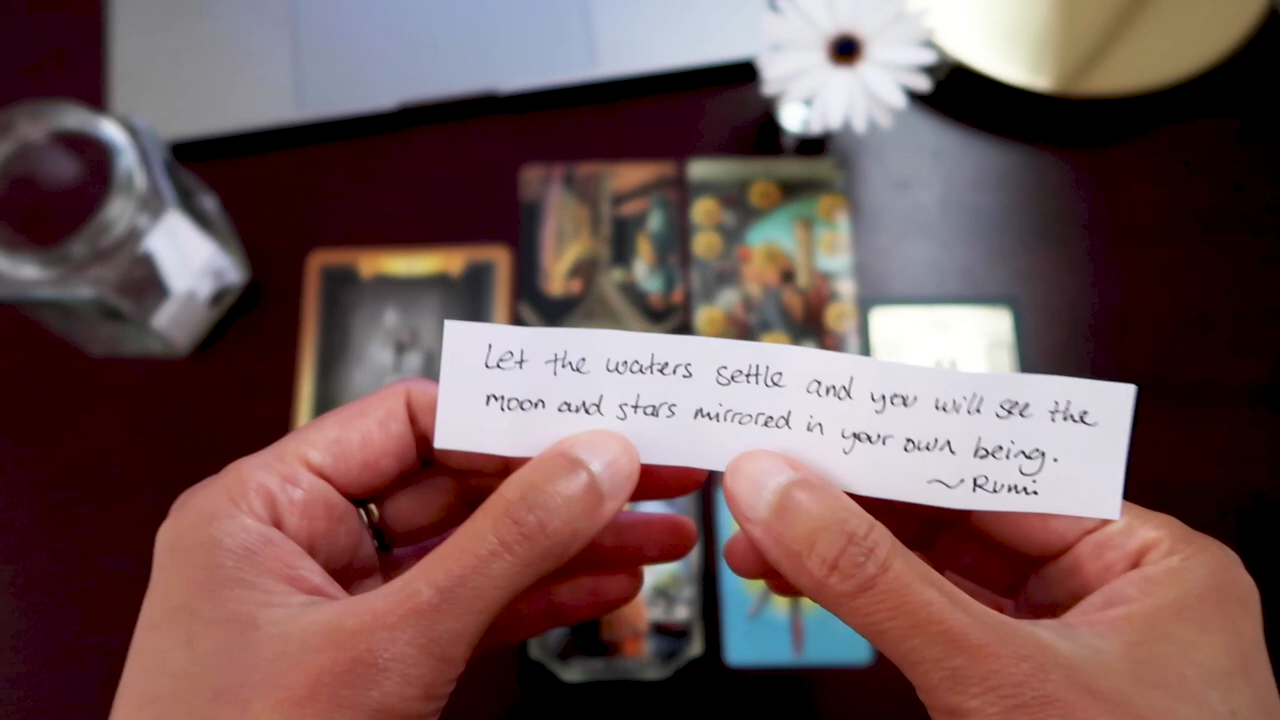 Let the waters settle and you will see the
moon and stars mirrored in your own being.
~Rumi